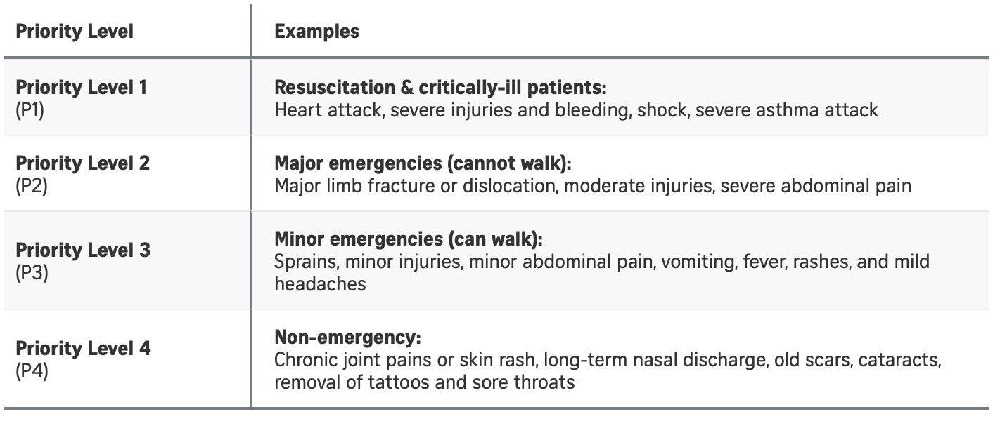 Priority Level
Examples
Priority Level 1
(P1)
Resuscitation & critically-ill patients:
Heart attack, severe injuries and bleeding, shock, severe asthma attack
Priority Level 2
(P2)
Major emergencies (cannot walk):
Major limb fracture or dislocation, moderate injuries, severe abdominal pain
Priority Level 3
(P3)
Minor emergencies (can walk):
Sprains, minor injuries, minor abdominal pain, vomiting, fever, rashes, and mild
headaches
Priority Level 4
(P4)
Non-emergency:
Chronic joint pains or skin rash, long-term nasal discharge, old scars, cataracts,
removal of tattoos and sore throats